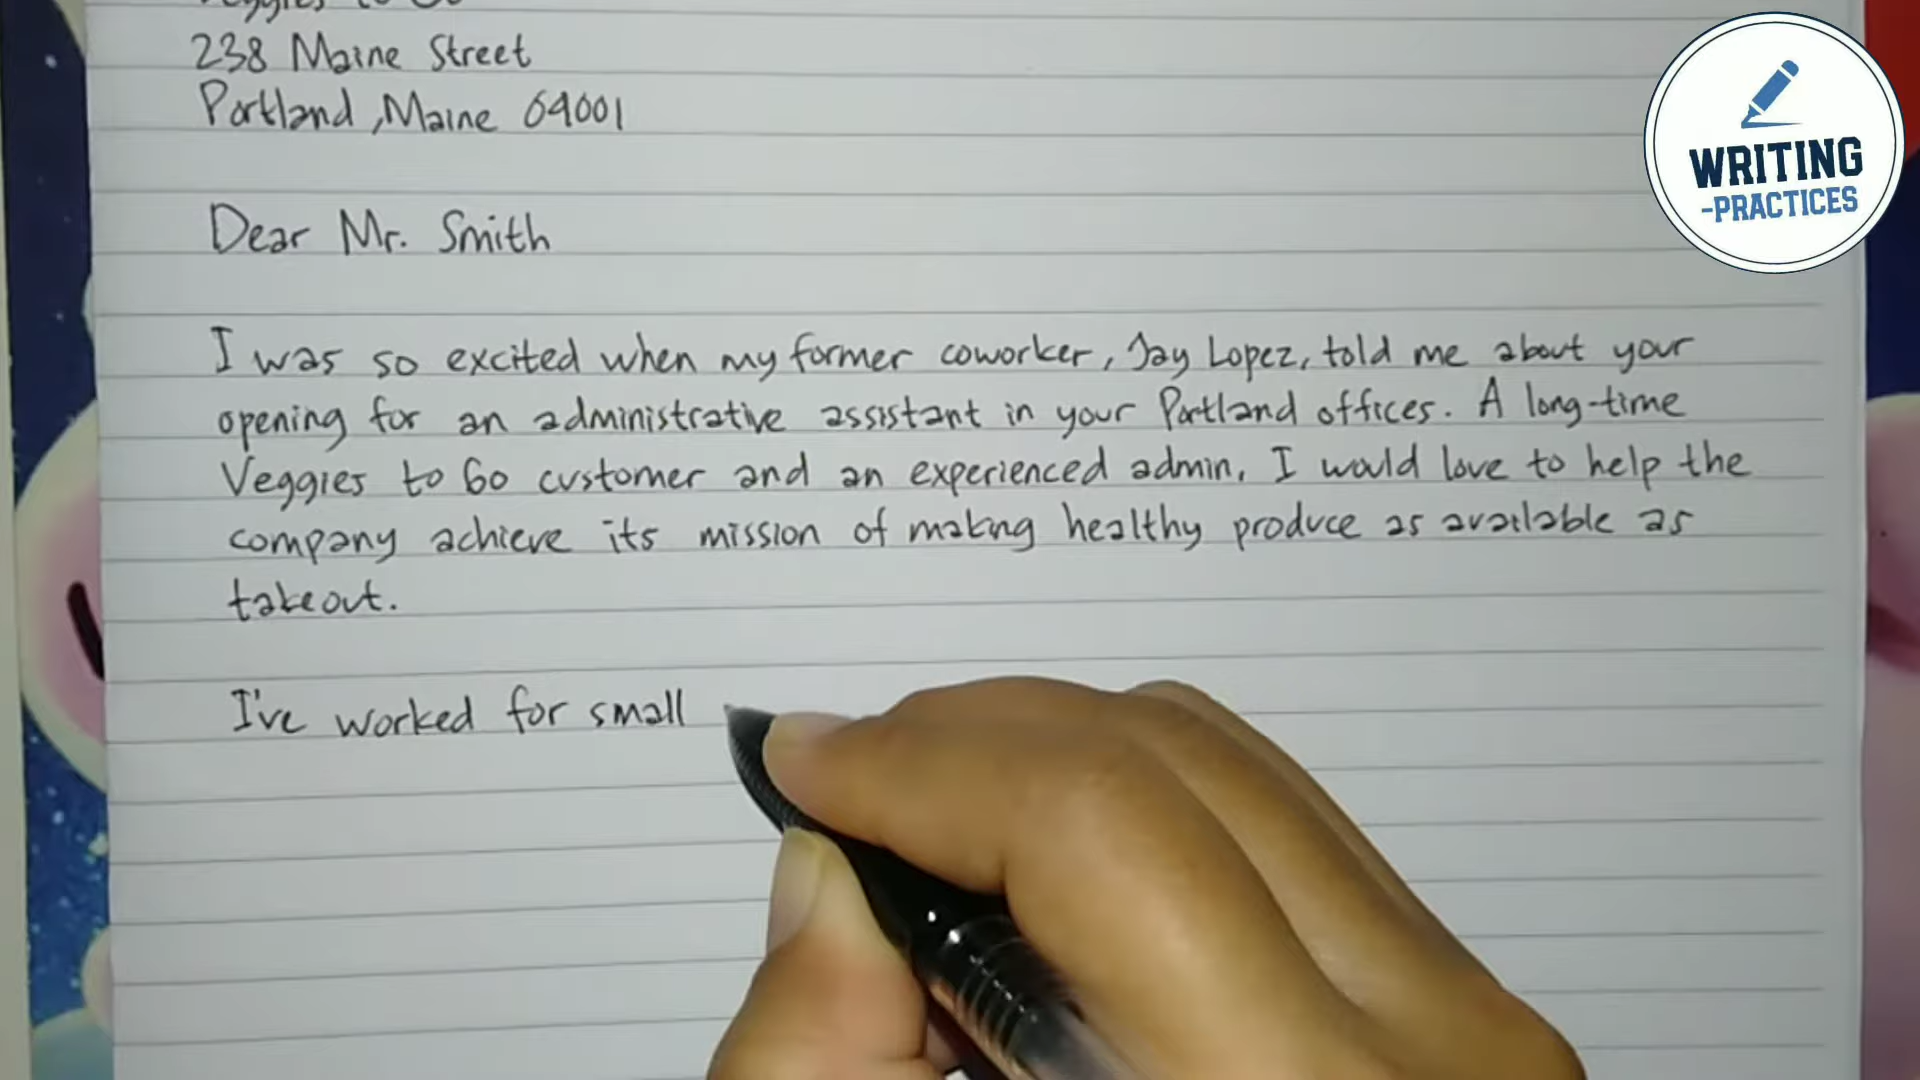 Veggies to Go
238 Maine Street
Portland, Maine 04001
Dear Mr. Smith
I was so excited when my former coworker, Jay Lopez, told me about your
opening for an administrative assistant in your Portland offices. A long-time
Veggies to Go customer and an experienced admin, I would love to help the
company achieve its mission of making healthy produce as available as
takeout.
I've worked for small
WRITING
-PRACTICES